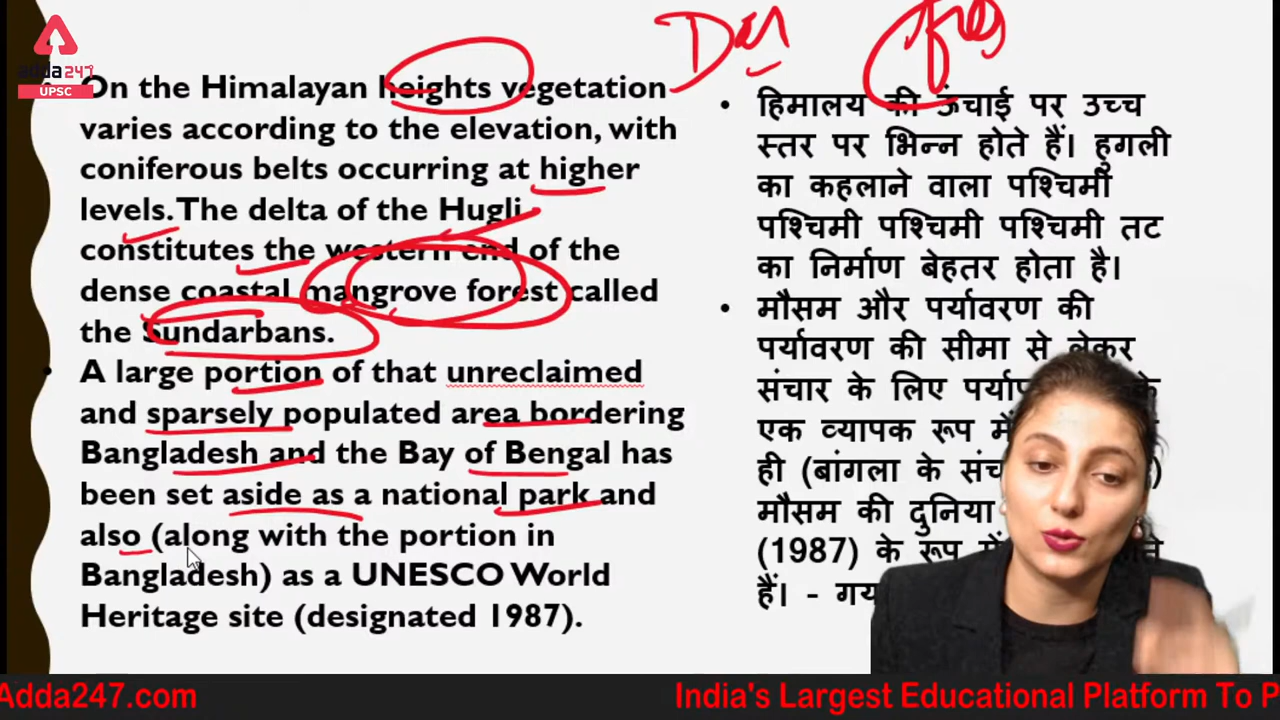 adda247
UPSC
On the Himalayan heights vegetation
varies according to the elevation, with
coniferous belts occurring at higher
levels. The delta of the Hugli
constitutes the western end of the
dense coastal mangrove forest called
the Sundarbans.
• A large portion of that unreclaimed
and sparsely populated area bordering
Bangladesh and the Bay of Bengal has
been set aside as a national park and
also (along with the portion in
Bangladesh) as a UNESCO World
Heritage site (designated 1987).
• हिमालय की ऊंचाई पर उच्च
स्तर पर भिन्न होते हैं। हुगली
का कहलाने वाला पश्चिमी
पश्चिमी पश्चिमी पश्चिमी तट
का निर्माण बेहतर होता है।
• मौसम और पर्यावरण की
पर्यावरण की सीमा से लेकर
संचार के लिए
एक व्यापक रूप में
ही (बांगला के
मौसम की दुनिया
(1987) के रूप में
हैं। -
Adda247.com
India's Largest Educational Platform To